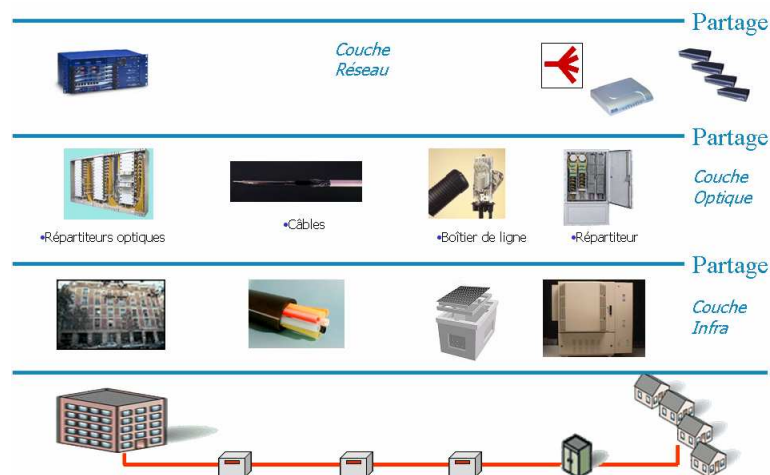 Partage
Couche
Réseau
Partage
Couche
Optique
•Répartiteurs optiques
•Câbles
•Boîtier de ligne
•Répartiteur
Partage
Couche
Infra